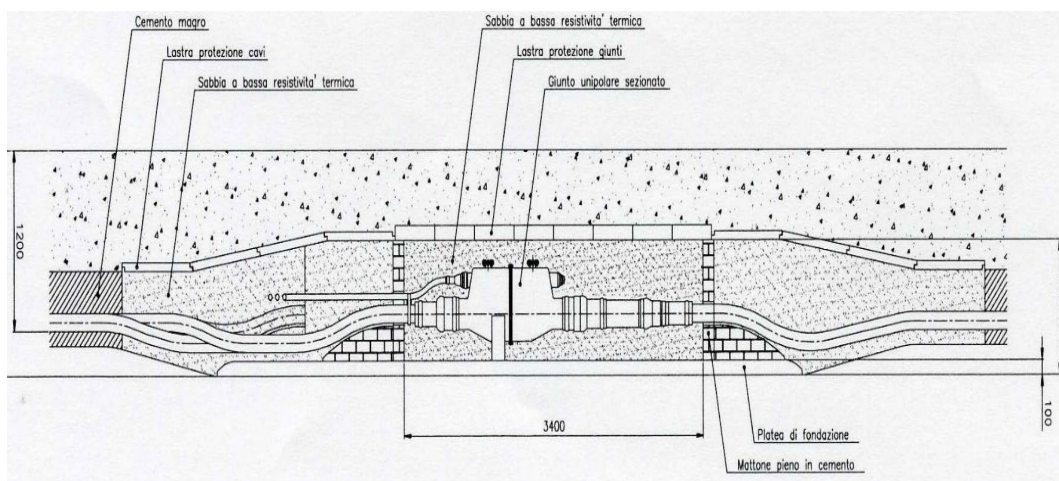 Cemento magro
Lastra protezione cavi
Sabbia a bassa resistivita' termica
Sabbia a bassa resistivita' termica
Lastra protezione giunti
Giunto unipolare sezionato
1200
3400
100
Platea di fondazione
Mattone pieno in cemento